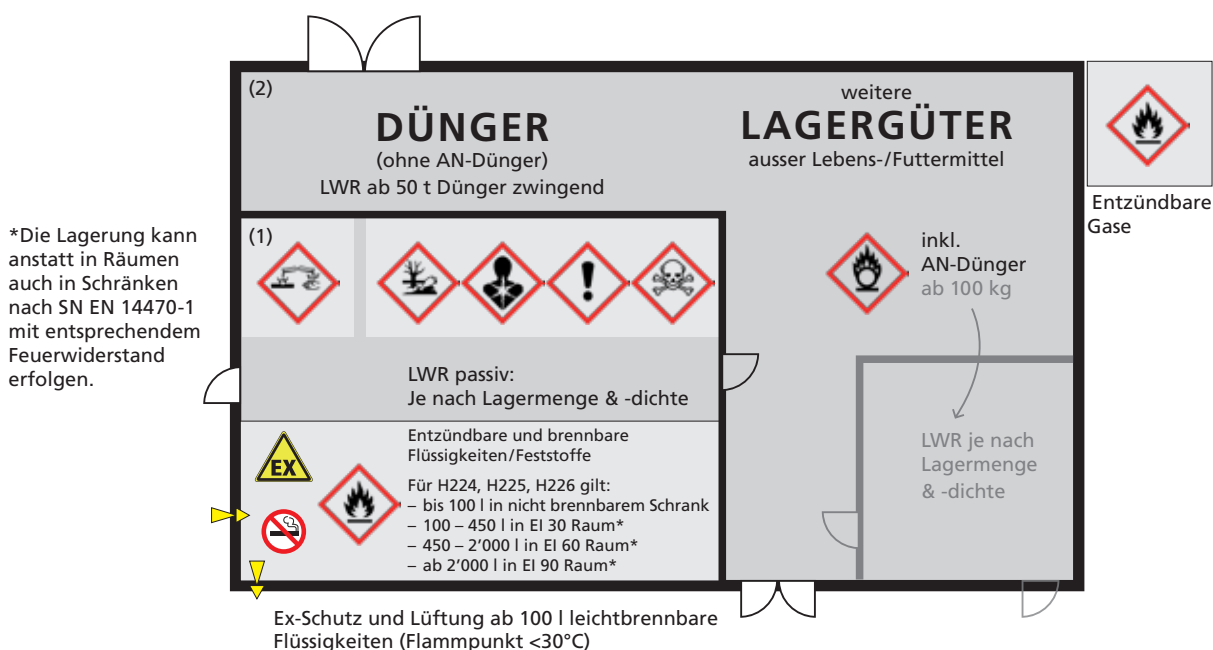 (2)
DÜNGER
(ohne AN-Dünger)
LWR ab 50 t Dünger zwingend
weitere
LAGERGÜTER
ausser Lebens-/Futtermittel
Entzündbare
Gase
*Die Lagerung kann
anstatt in Räumen
auch in Schränken
nach SN EN 14470-1
mit entsprechendem
Feuerwiderstand
erfolgen.
(1)
inkl.
AN-Dünger
ab 100 kg
LWR passiv:
Je nach Lagermenge & -dichte
EX
Entzündbare und brennbare
Flüssigkeiten/Feststoffe
Für H224, H225, H226 gilt:
– bis 100 l in nicht brennbarem Schrank
– 100 – 450 l in EI 30 Raum*
– 450 – 2’000 l in EI 60 Raum*
– ab 2’000 l in EI 90 Raum*
LWR je nach
Lagermenge
& -dichte
Ex-Schutz und Lüftung ab 100 l leichtbrennbare
Flüssigkeiten (Flammpunkt <30°C)